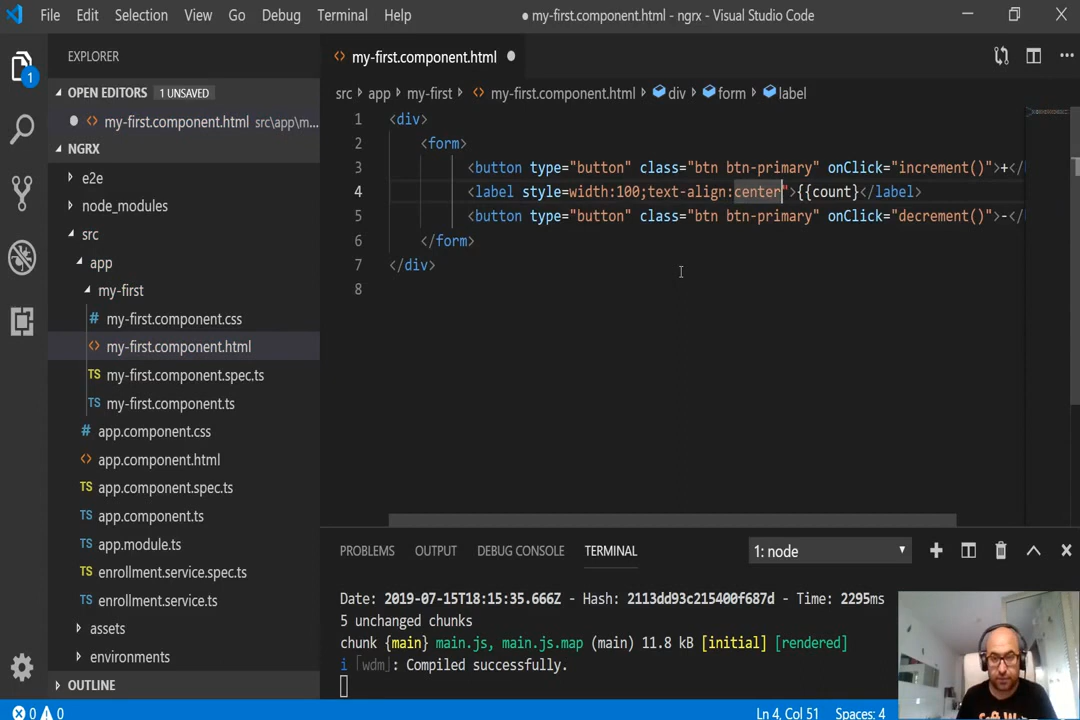 File Edit Selection View Go Debug Terminal Help
● my-first.component.html - ngrx - Visual Studio Code
EXPLORER
my-first.component.html ●
OPEN EDITORS 1 UNSAVED
src › app › my-first › my-first.component.html › div › form › label
● my-first.component.html src\app\m...
NGRX
e2e
node_modules
src
app
my-first
my-first.component.css
my-first.component.html
my-first.component.spec.ts
my-first.component.ts
app.component.css
app.component.html
app.component.spec.ts
app.component.ts
app.module.ts
enrollment.service.spec.ts
enrollment.service.ts
assets
environments
OUTLINE
1
TS
TS
TS
TS
TS
TS
TS
1 <div>
2 <form>
3 <button type="button" class="btn btn-primary" onClick="increment()">+</
4 <label style=width:100;text-align:center">{{count}</label>
5 <button type="button" class="btn btn-primary" onClick="decrement()">-</
6 </form>
7 </div>
8
PROBLEMS OUTPUT DEBUG CONSOLE TERMINAL 1: node
Date: 2019-07-15T18:15:35.666Z - Hash: 2113dd93c215400f687d - Time: 2295ms
5 unchanged chunks
chunk {main} main.js, main.js.map (main) 11.8 kB [initial] [rendered]
i ｢wdm｣: Compiled successfully.
0 0
Ln 4, Col 51 Spaces: 4